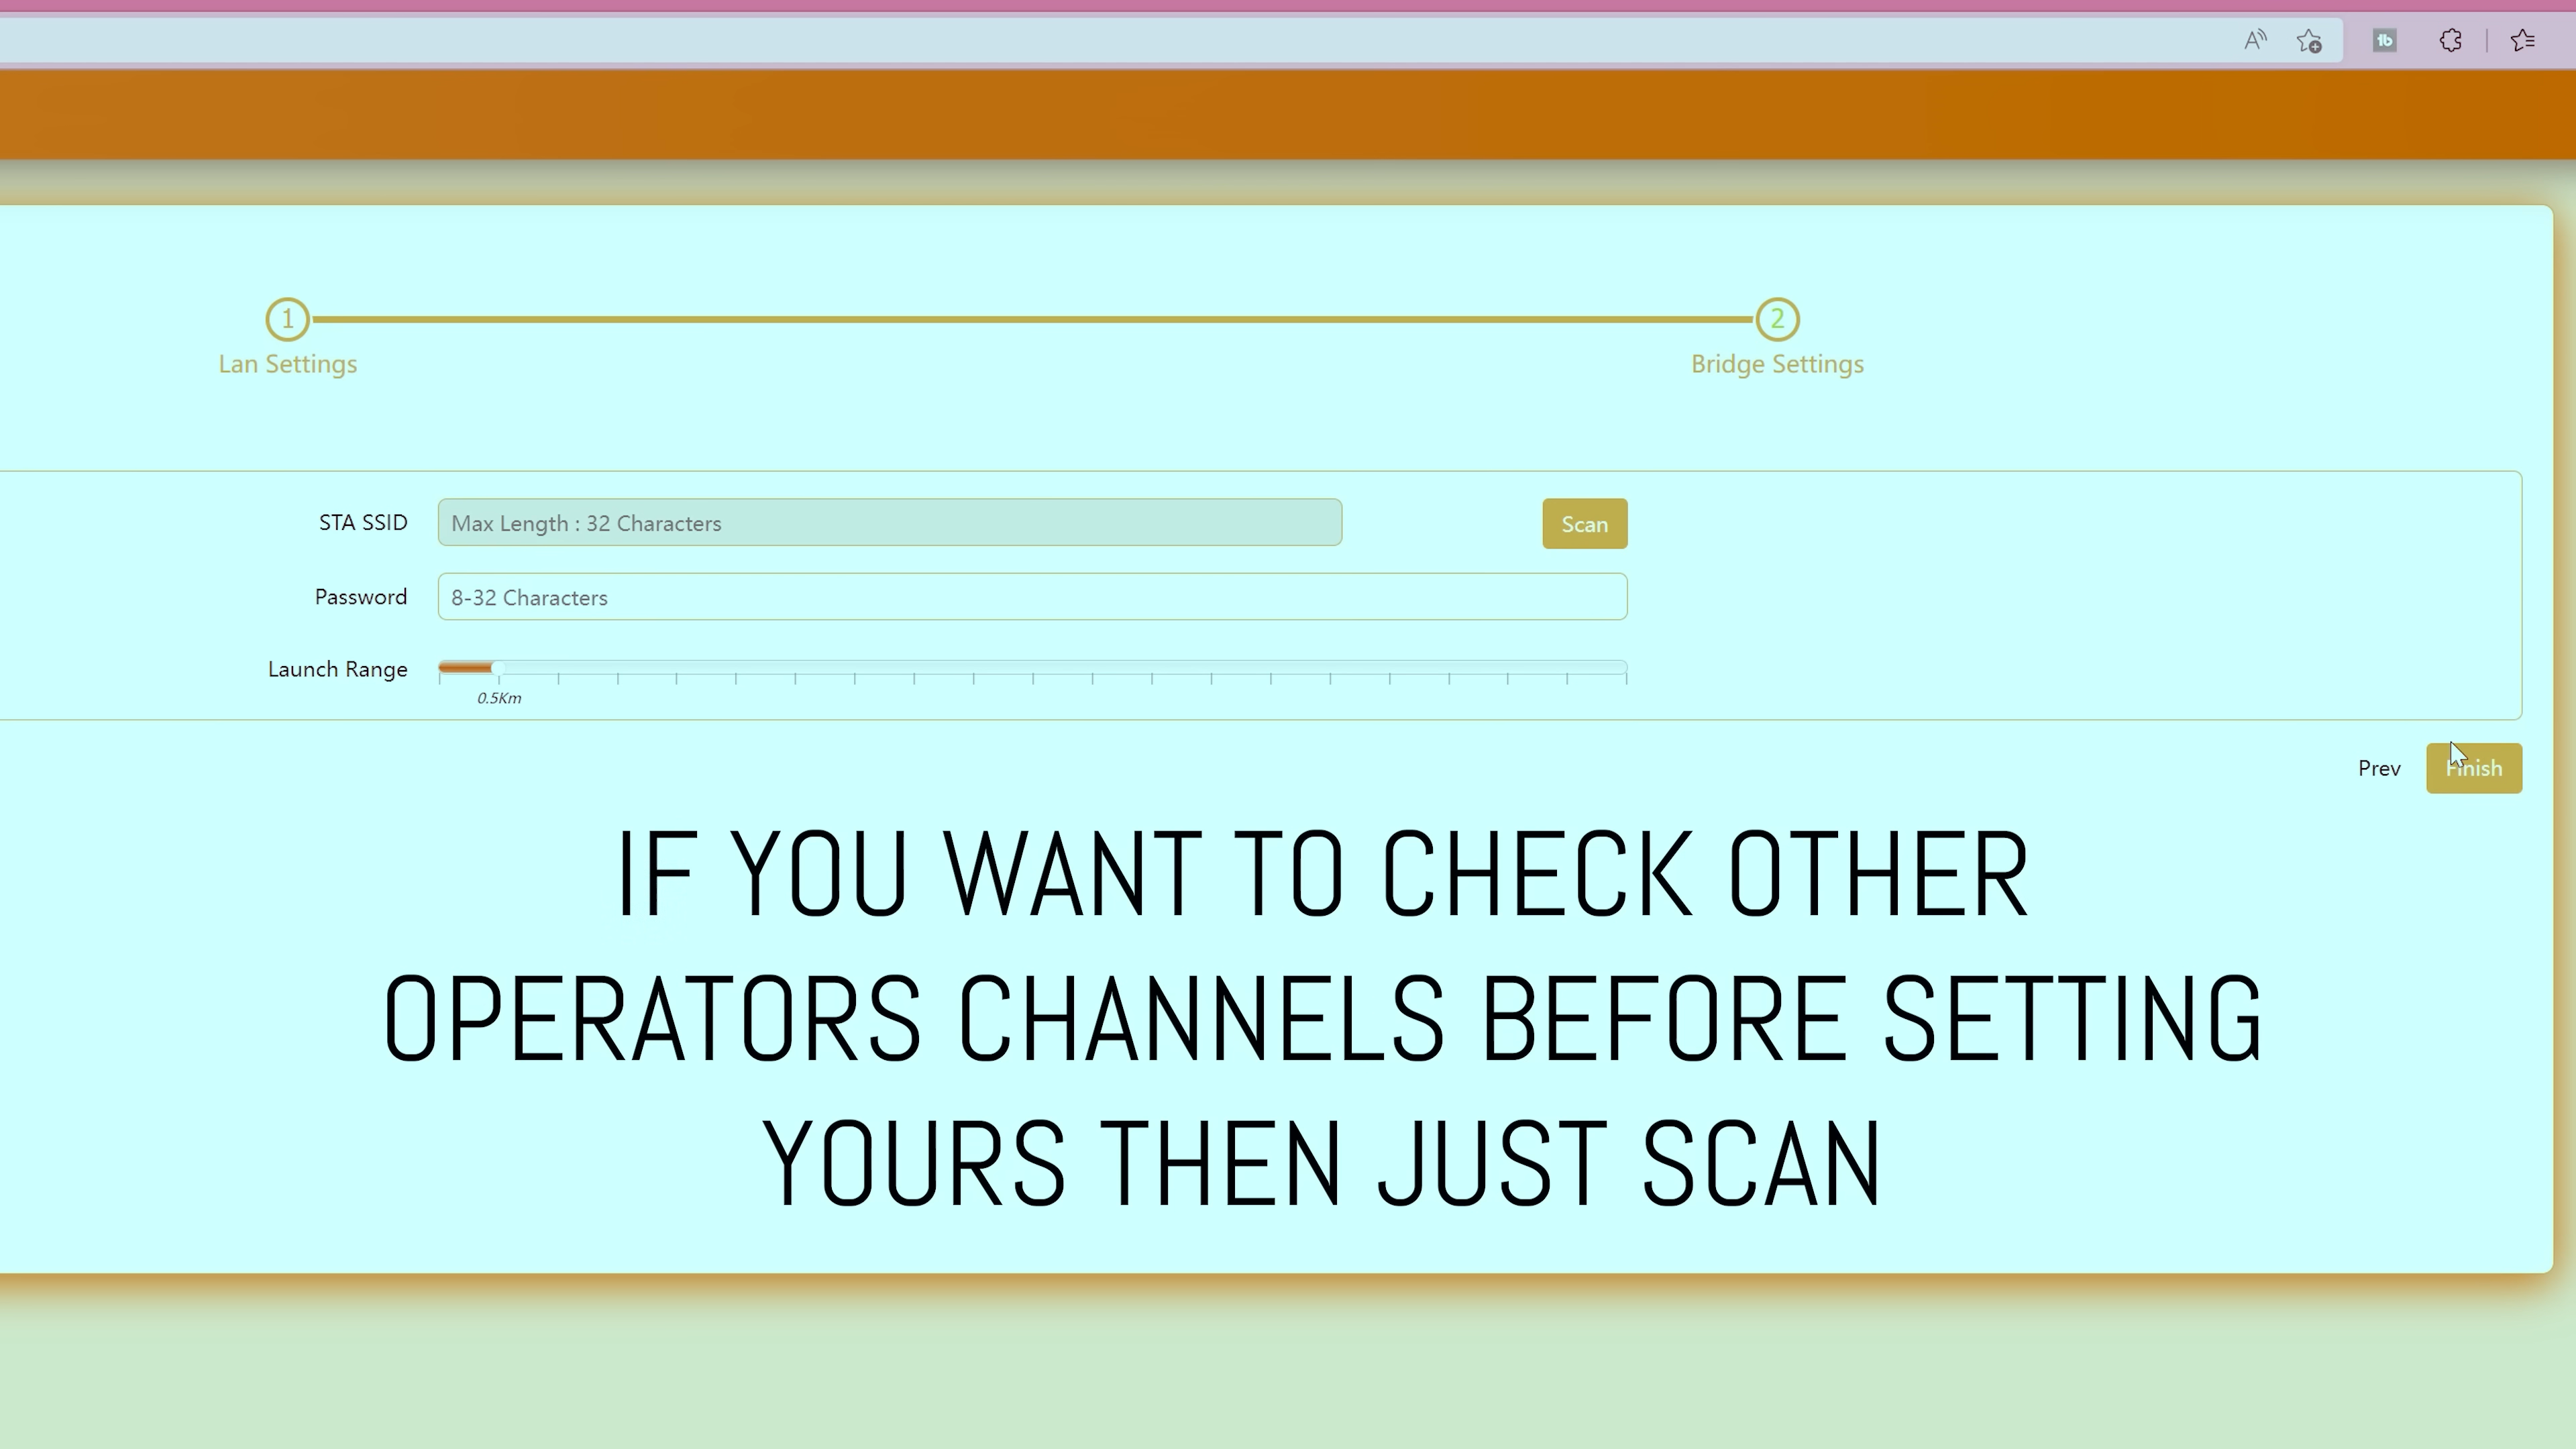 1
2
Lan Settings
Bridge Settings
STA SSID
Max Length : 32 Characters
Scan
Password
8-32 Characters
Launch Range
0.5Km
Prev
Finish
IF YOU WANT TO CHECK OTHER
OPERATORS CHANNELS BEFORE SETTING
YOURS THEN JUST SCAN